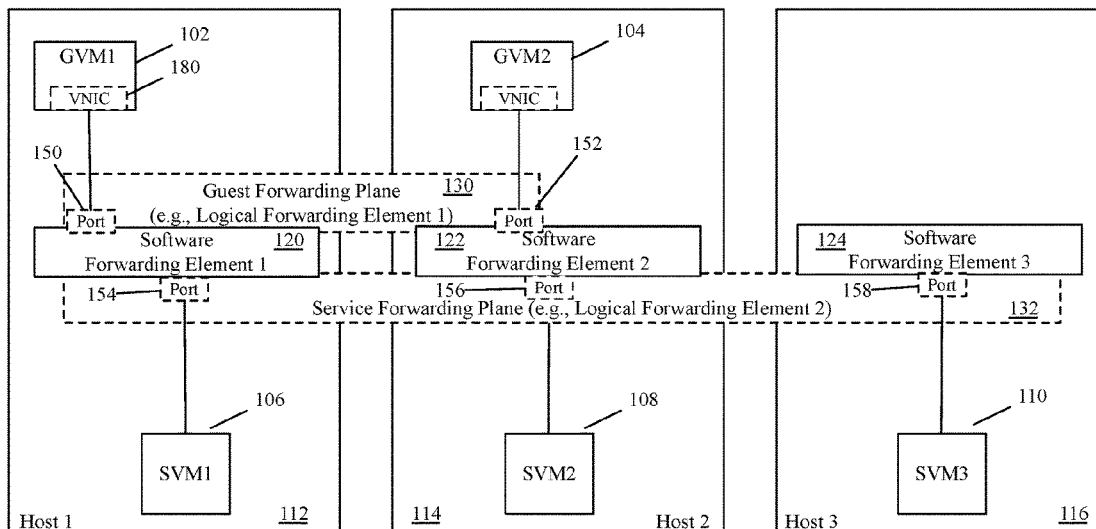 GVM1
102
VNIC
180
GVM2
104
VNIC
150
152
Guest Forwarding Plane 130
(e.g., Logical Forwarding Element 1)
Port
Port
Software 120
Forwarding Element 1
122 Software
Forwarding Element 2
124 Software
Forwarding Element 3
154
Port
156
Port
158
Port
Service Forwarding Plane (e.g., Logical Forwarding Element 2)
132
106
108
110
SVM1
SVM2
SVM3
Host 1 112
114 Host 2
Host 3 116